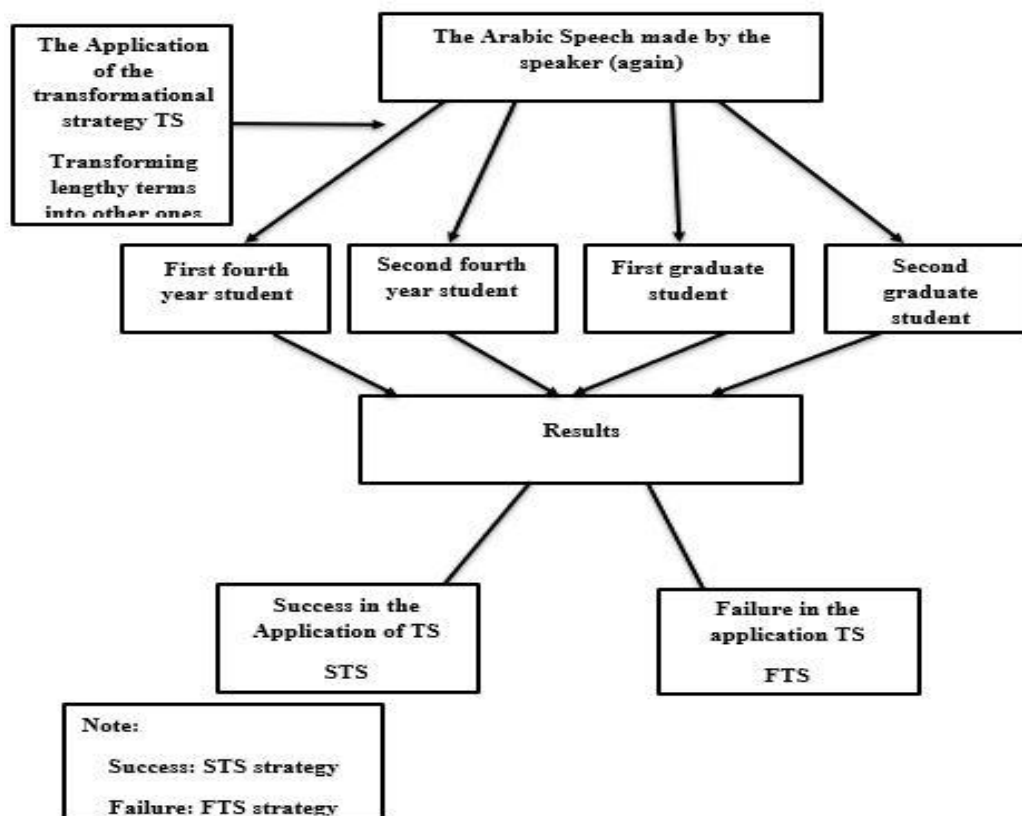 The Application
of the
transformational
strategy TS
Transforming
lengthy terms
into other ones
The Arabic Speech made by the
speaker (again)
First fourth
year student
Second fourth
year student
First graduate
student
Second
graduate
student
Results
Success in the
Application of TS
STS
Failure in the
application TS
FTS
Note:
Success: STS strategy
Failure: FTS strategy